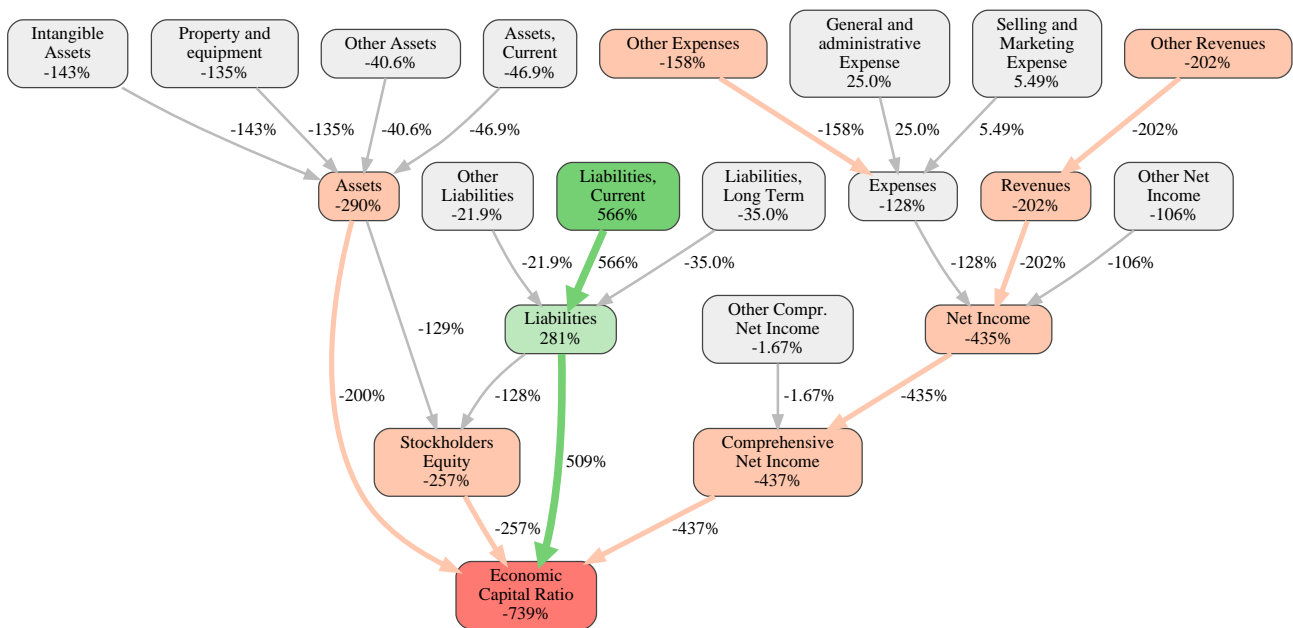 Intangible
Assets
-143%
Property and
equipment
-135%
Other Assets
-40.6%
Assets,
Current
-46.9%
Other Expenses
-158%
General and
administrative
Expense
25.0%
Selling and
Marketing
Expense
5.49%
Other Revenues
-202%
-143%
-135%
-40.6%
-46.9%
-158%
25.0%
5.49%
-202%
Assets
-290%
Other
Liabilities
-21.9%
Liabilities,
Current
566%
Liabilities,
Long Term
-35.0%
Expenses
-128%
Revenues
-202%
Other Net
Income
-106%
-21.9%
566%
-35.0%
-128%
-202%
-106%
-129%
Liabilities
281%
Other Compr.
Net Income
-1.67%
Net Income
-435%
-200%
-128%
-1.67%
-435%
Stockholders
Equity
-257%
509%
Comprehensive
Net Income
-437%
-257%
-437%
Economic
Capital Ratio
-739%